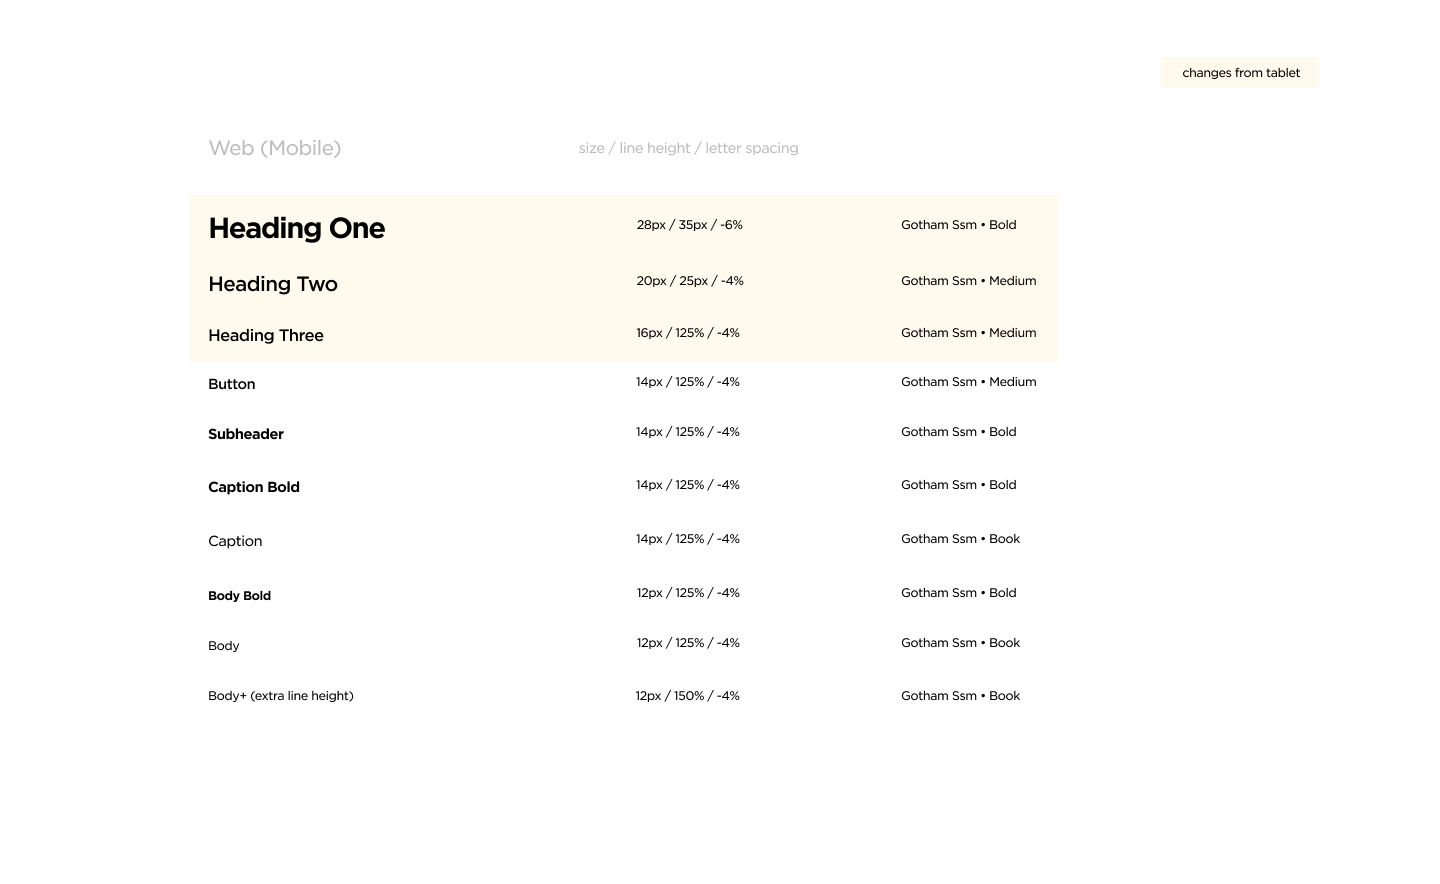 changes from tablet
Web (Mobile) size / line height / letter spacing
Heading One 28px / 35px / -6% Gotham Ssm • Bold
Heading Two 20px / 25px / -4% Gotham Ssm • Medium
Heading Three 16px / 125% / -4% Gotham Ssm • Medium
Button 14px / 125% / -4% Gotham Ssm • Medium
Subheader 14px / 125% / -4% Gotham Ssm • Bold
Caption Bold 14px / 125% / -4% Gotham Ssm • Bold
Caption 14px / 125% / -4% Gotham Ssm • Book
Body Bold 12px / 125% / -4% Gotham Ssm • Bold
Body 12px / 125% / -4% Gotham Ssm • Book
Body+ (extra line height) 12px / 150% / -4% Gotham Ssm • Book